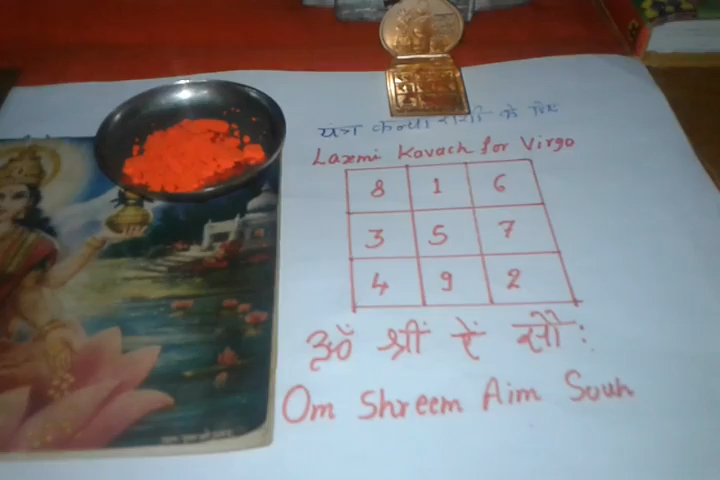 यंत्र कन्या राशी के लिए
Laxmi Kavach for Virgo
8 1 6
3 5 7
4 9 2
ॐ श्रीं ऐं सौः
Om Shreem Aim Souh